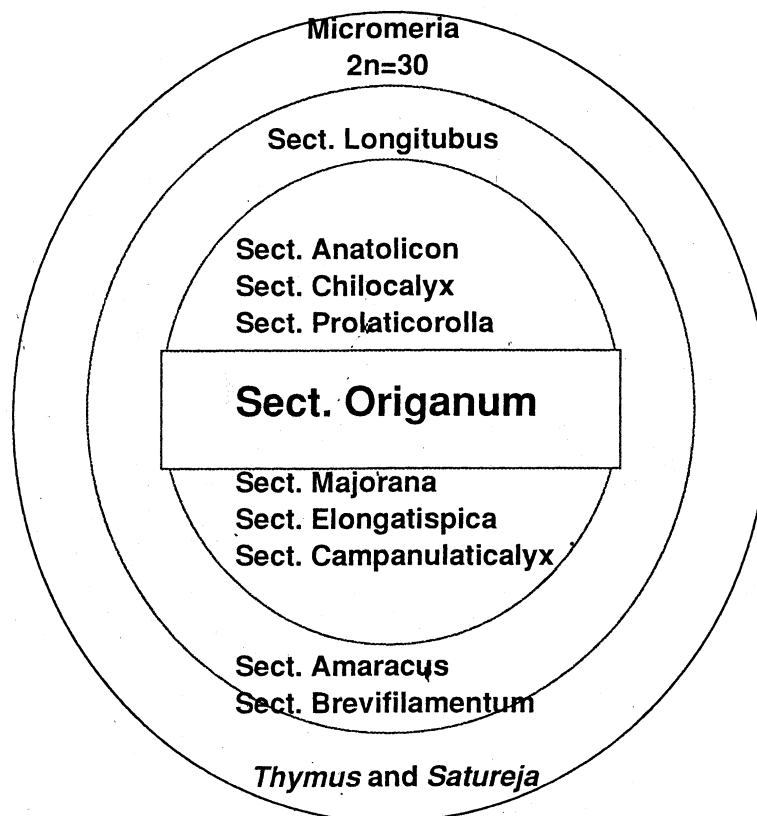 Micromeria
2n=30
Sect. Longitubus
Sect. Anatolicon
Sect. Chilocalyx
Sect. Prolaticorolla
Sect. Origanum
Sect. Majorana
Sect. Elongatispica
Sect. Campanulaticalyx
Sect. Amaracus
Sect. Brevifilamentum
Thymus and Satureja